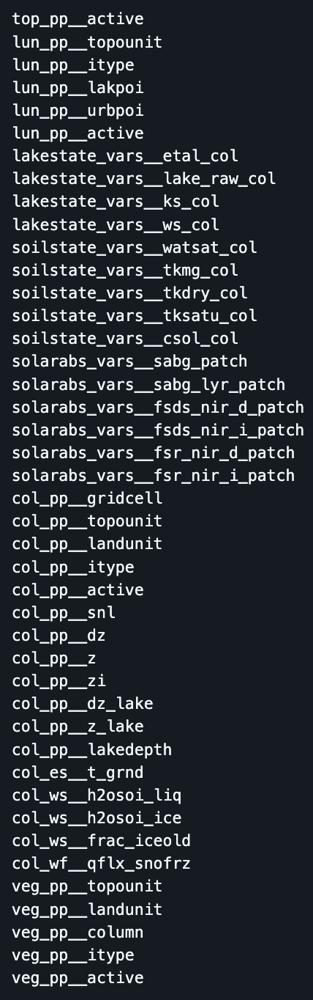 top_pp__active
lun_pp__topounit
lun_pp__itype
lun_pp__lakpoi
lun_pp__urbpoi
lun_pp__active
lakestate_vars__etal_col
lakestate_vars__lake_raw_col
lakestate_vars__ks_col
lakestate_vars__ws_col
soilstate_vars__watsat_col
soilstate_vars__tkmg_col
soilstate_vars__tkdry_col
soilstate_vars__tksatu_col
soilstate_vars__csol_col
solarabs_vars__sabg_patch
solarabs_vars__sabg_lyr_patch
solarabs_vars__fsds_nir_d_patch
solarabs_vars__fsds_nir_i_patch
solarabs_vars__fsr_nir_d_patch
solarabs_vars__fsr_nir_i_patch
col_pp__gridcell
col_pp__topounit
col_pp__landunit
col_pp__itype
col_pp__active
col_pp__snl
col_pp__dz
col_pp__z
col_pp__zi
col_pp__dz_lake
col_pp__z_lake
col_pp__lakedepth
col_es__t_grnd
col_ws__h2osoi_liq
col_ws__h2osoi_ice
col_ws__frac_iceold
col_wf__qflx_snofrz
veg_pp__topounit
veg_pp__landunit
veg_pp__column
veg_pp__itype
veg_pp__active